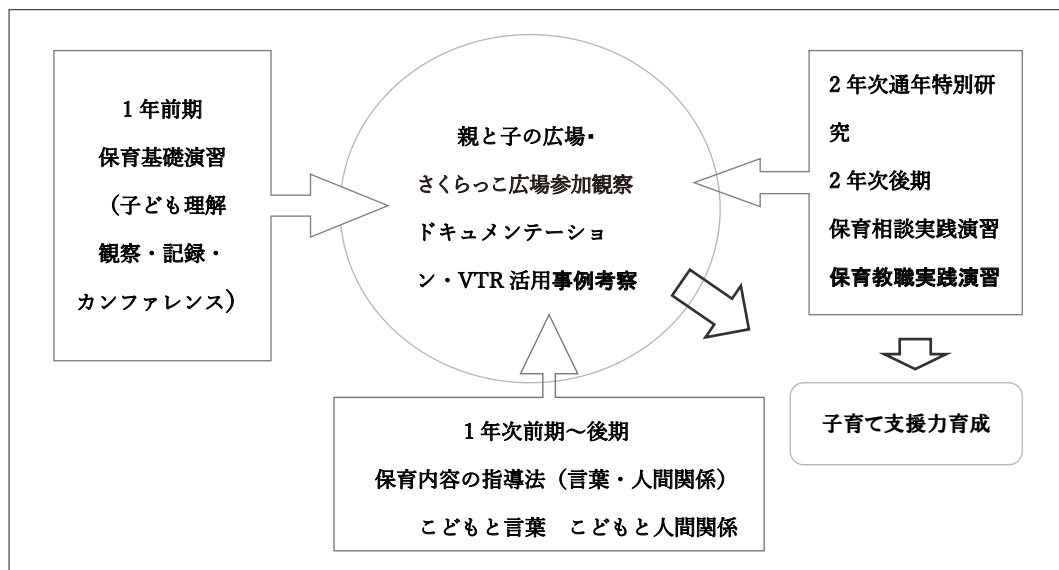 1 年前期
保育基礎演習
(子ども理解
観察・記録・
カンファレンス)
親と子の広場・
さくらっこ広場参加観察
ドキュメンテーショ
ン・VTR 活用事例考察
2 年次通年特別研
究
2 年次後期
保育相談実践演習
保育教職実践演習
子育て支援力育成
1 年次前期～後期
保育内容の指導法（言葉・人間関係）
こどもと言葉　こどもと人間関係